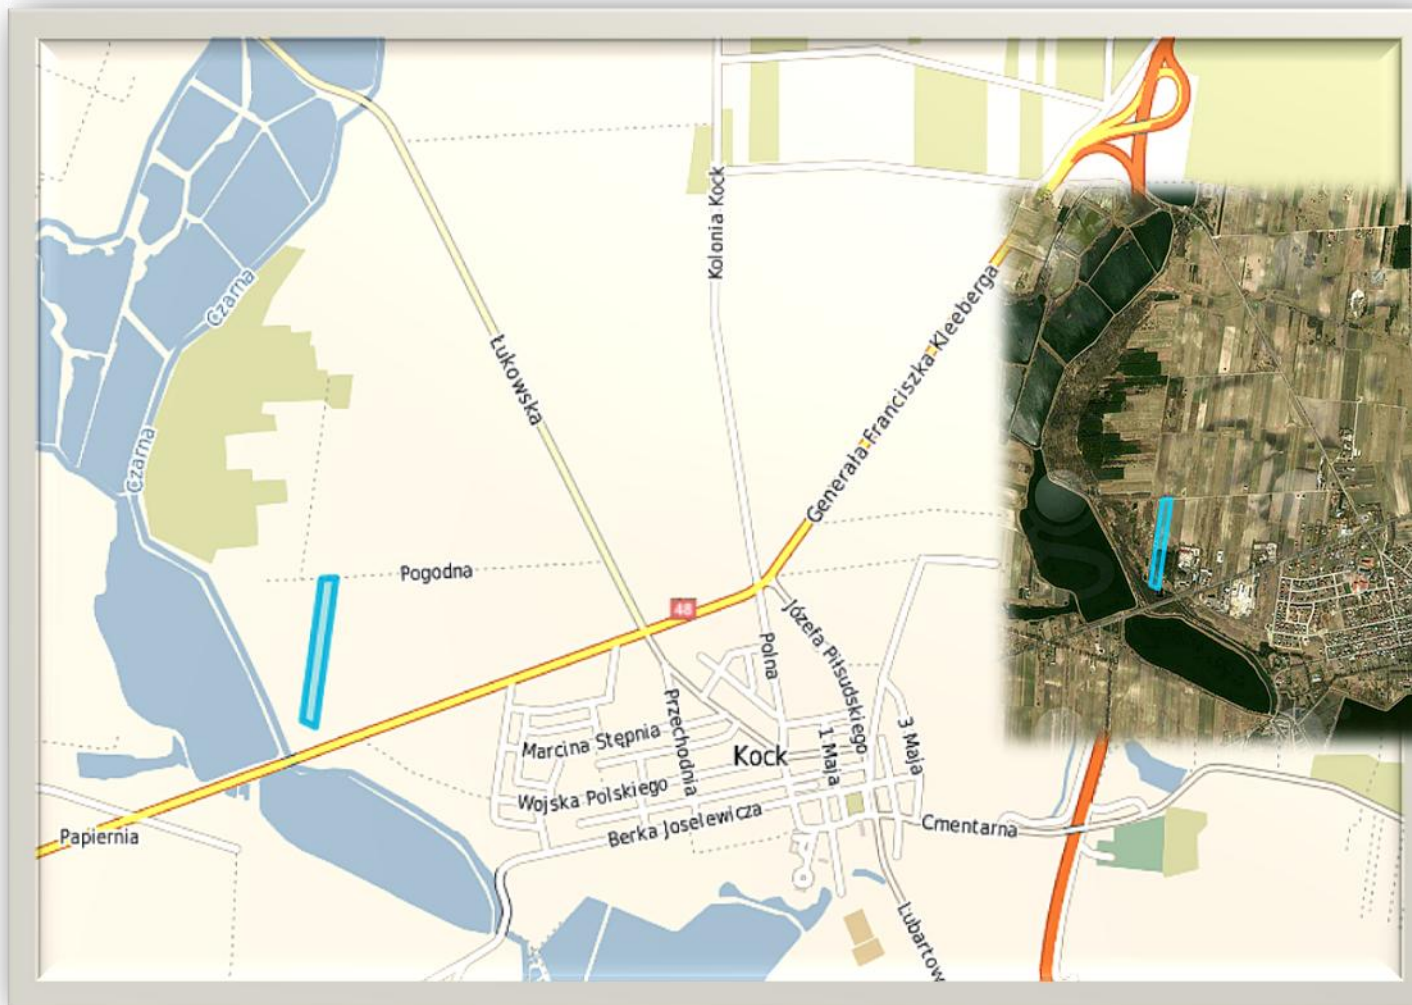 Kolonia Kock
Czarna
Łukowska
Generała Franciszka Kleeberga
Czarna
Pogodna
48
Józefa Piłsudskiego
Polna
Przechodnia
Marcina Stępnia
1 Maja
3 Maja
Kock
Wojska Polskiego
Berka Joselewicza
Cmentarna
Papiernia
Lubartow